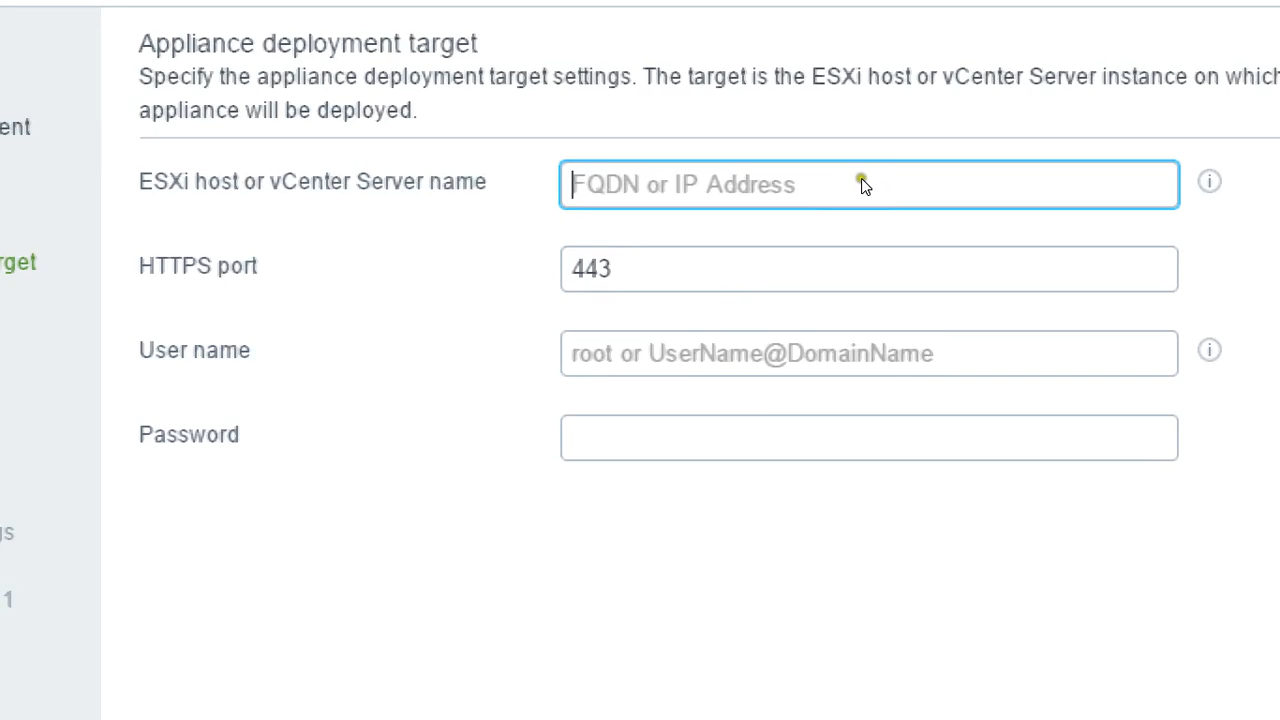 Appliance deployment target
Specify the appliance deployment target settings. The target is the ESXi host or vCenter Server instance on which
appliance will be deployed.
ent
ESXi host or vCenter Server name
FQDN or IP Address
rget
HTTPS port
443
User name
root or UserName@DomainName
Password
gs
1